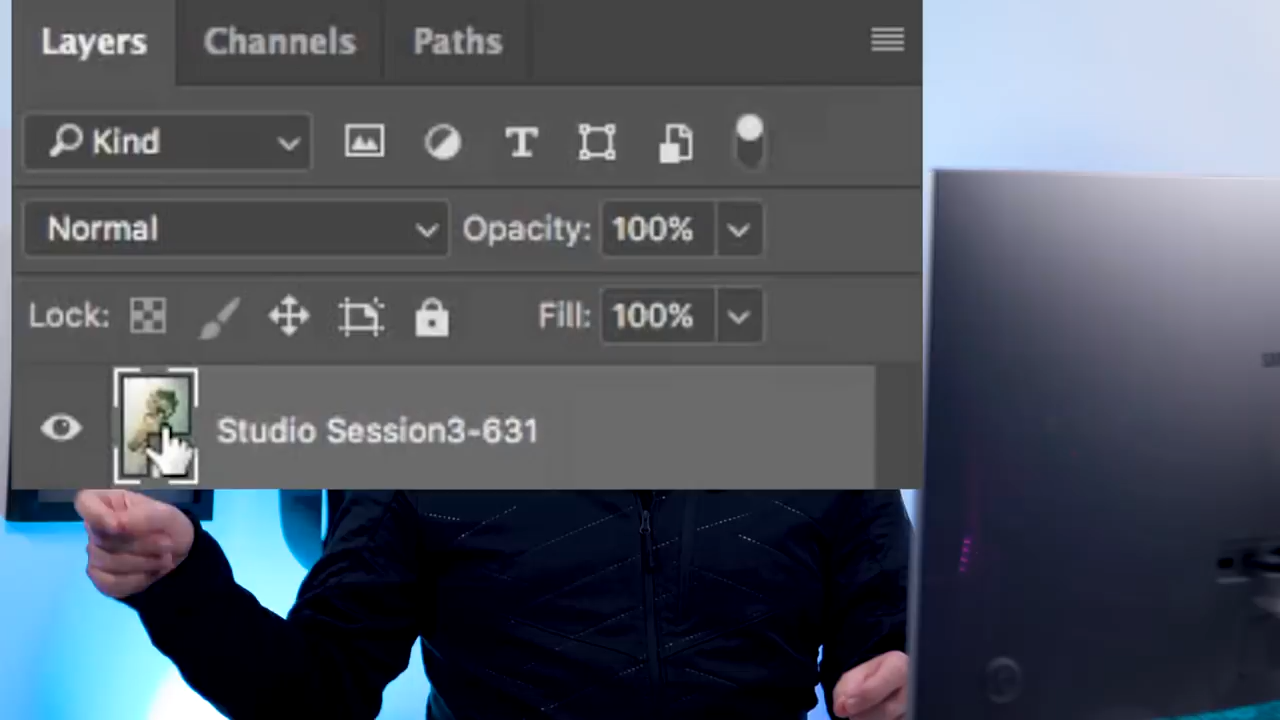 Layers Channels Paths
Kind T
Normal Opacity: 100%
Lock: Fill: 100%
Studio Session3-631